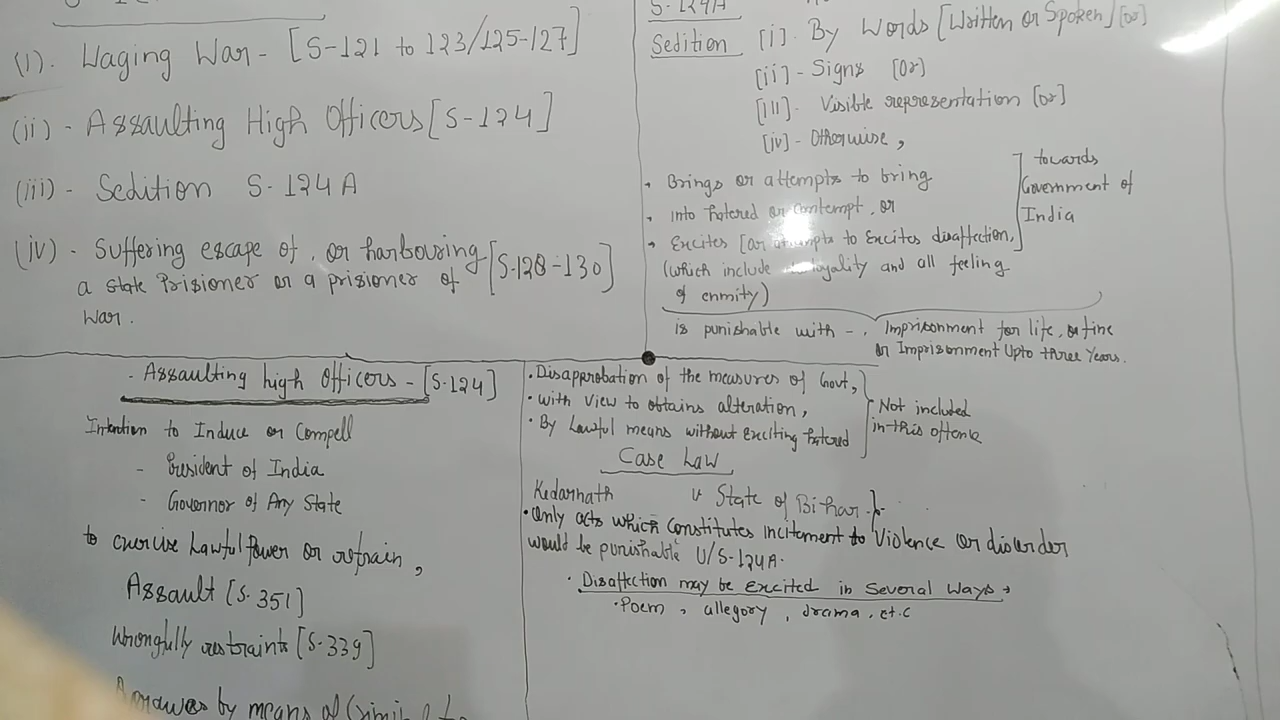 (i). Waging War - [S-121 to 123/125-127]
(ii) - Assaulting High Officers [S-124]
(iii) - Sedition S-124A
(iv) - Suffering escape of, or harbouring
a state Prisioner or a prisioner of
war.
[S-128-130]
S-124A
Sedition
[i]. By Words [Written or Spoken] [or]
[ii] - Signs [Or]
[iii]. Visible representation [or]
[iv] - Otherwise,
Brings or attempts to bring
into hatered or contempt, or
Excites [or attempts to Excites disaffection,
(which include and all feeling
of enmity)
towards
Government of
India
is punishable with - . Imprisonment for life, or fine
or Imprisonment Upto three Years.
- Assaulting high Officers - [S-124]
Intention to Induce or Compell
- President of India
- Governor of Any State
to exercise Lawful Power or refrain,
Assault [S. 351]
Wrongfully restraints [S-339]
by means of
• Disapprobation of the measures of Govt,
• with View to obtains alteration,
• By Lawful means without Exciting hatered
Not included
in this offence
Case Law
Kedarnath v State of Bihar.
• Only acts which constitutes incitement to Violence or disorder
would be punishable U/S-124A.
• Disaffection may be Excited in Several Ways →
• Poem, allegory, drama, et.c